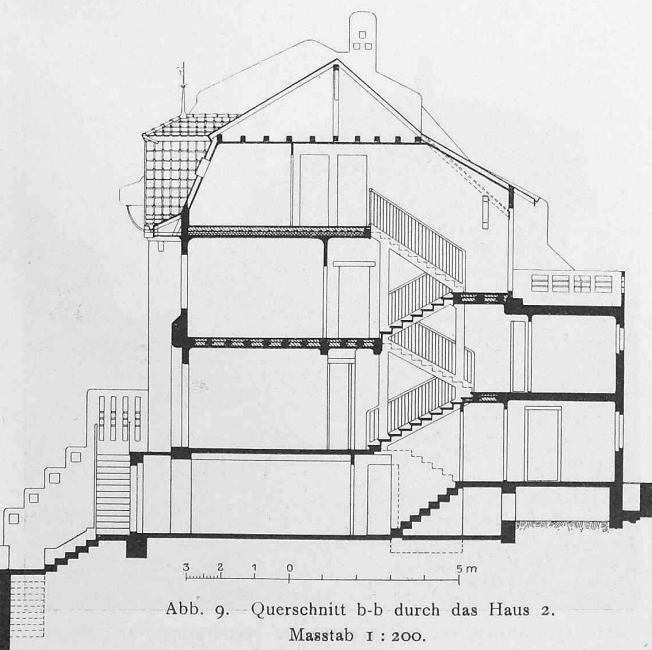 3 2 1 0 5 m
Abb. 9. Querschnitt b-b durch das Haus 2.
Masstab 1 : 200.